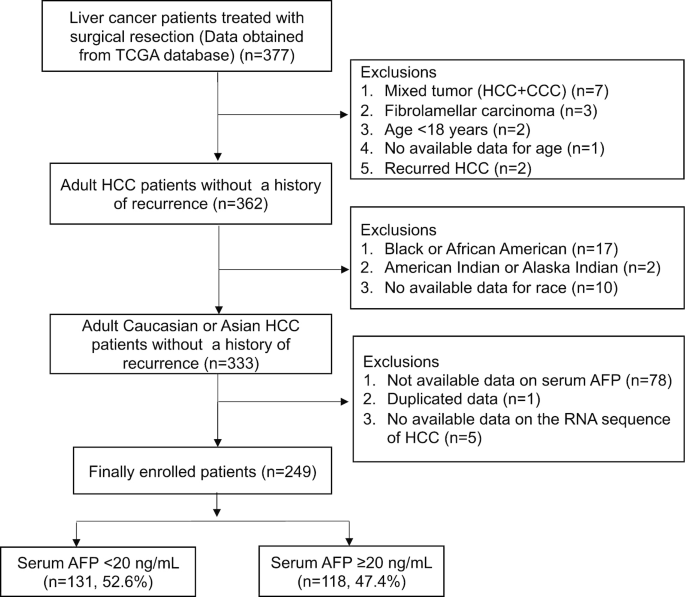 Liver cancer patients treated with
surgical resection (Data obtained
from TCGA database) (n=377)
Exclusions
1. Mixed tumor (HCC+CCC) (n=7)
2. Fibrolamellar carcinoma (n=3)
3. Age <18 years (n=2)
4. No available data for age (n=1)
5. Recurred HCC (n=2)
Adult HCC patients without a history
of recurrence (n=362)
Exclusions
1. Black or African American (n=17)
2. American Indian or Alaska Indian (n=2)
3. No available data for race (n=10)
Adult Caucasian or Asian HCC
patients without a history of
recurrence (n=333)
Exclusions
1. Not available data on serum AFP (n=78)
2. Duplicated data (n=1)
3. No available data on the RNA sequence
of HCC (n=5)
Finally enrolled patients (n=249)
Serum AFP <20 ng/mL
(n=131, 52.6%)
Serum AFP ≥20 ng/mL
(n=118, 47.4%)